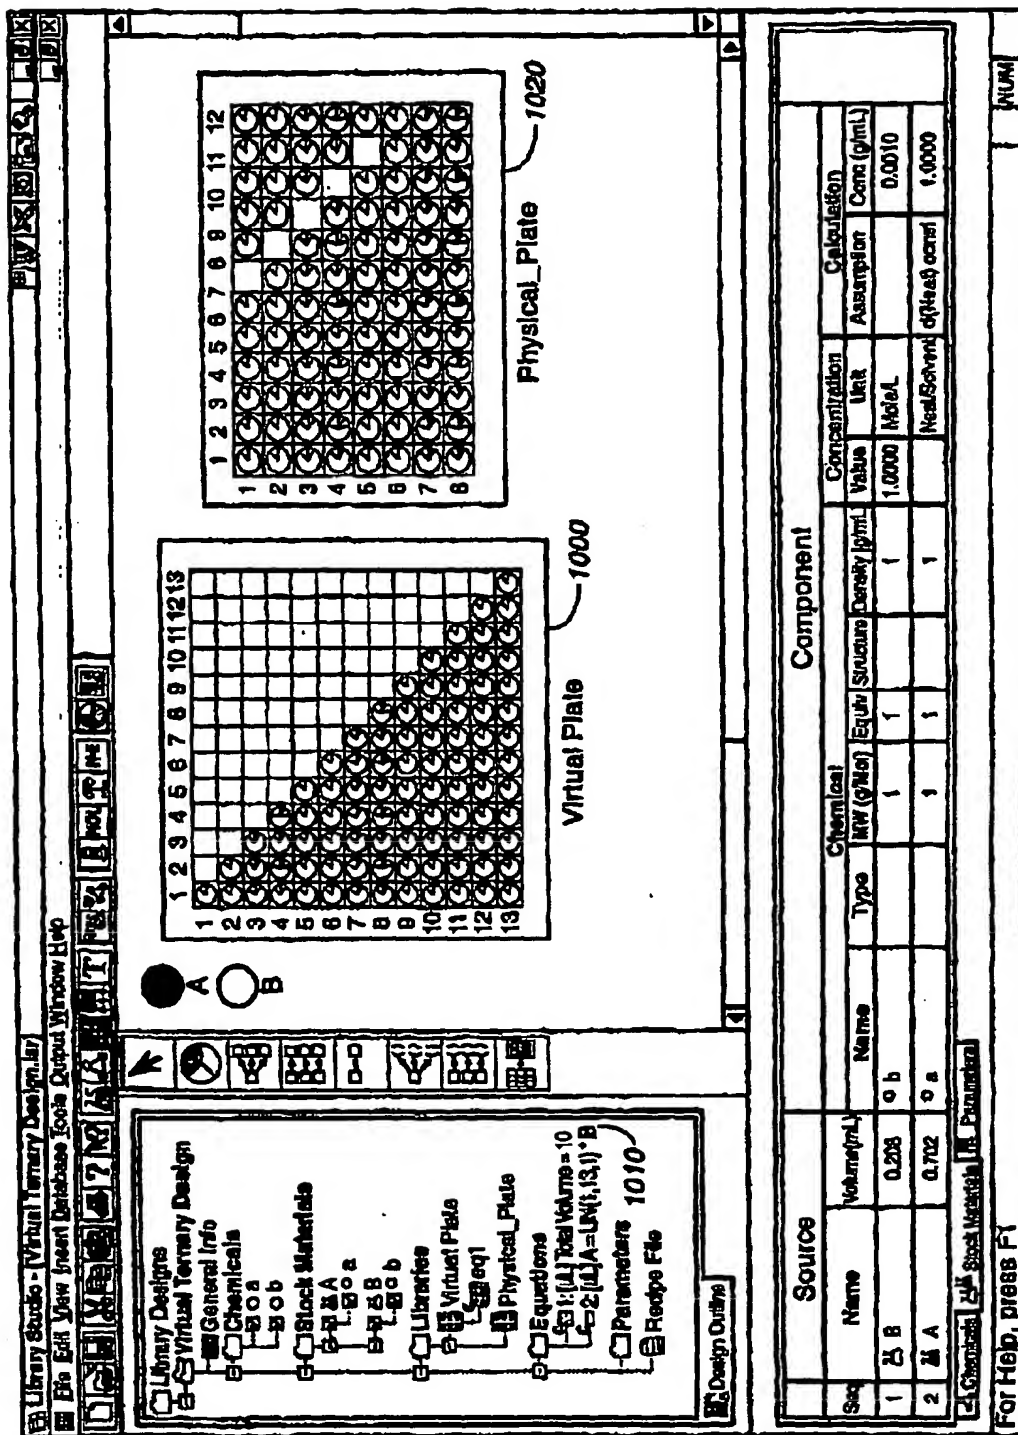 Library Studio - [Virtual Ternary Design.lar]
File Edit View Insert Database Tools Output Window Help
Library Designs
Virtual Ternary Design
General Info
Chemicals
a
b
Stock Materials
A
a
B
b
Libraries
Virtual Plate
eq1
Physical_Plate
Equations
1: [uL] Total Volume = 10
2: [uL] A=LIN(1,13,1) * B
1010
Parameters
Recipe File
Design Outline
A
B
1 2 3 4 5 6 7 8 9 10 11 12 13
1
2
3
4
5
6
7
8
9
10
11
12
13
Virtual Plate
1000
1 2 3 4 5 6 7 8 9 10 11 12
1
2
3
4
5
6
7
8
Physical_Plate
1020
Source Component
Chemical Concentration Calculation
Seq Name Volume(mL) Name Type MW (g/Mol) Equiv Structure Density [g/mL] Value Unit Assumption Conc (g/mL)
1 B 0.208 b 1 1 1 1.0000 Mole/L 0.0010
2 A 0.702 a 1 1 1 Neat/Solvent d(Neat) const 1.0000
Chemicals Stock Materials Parameters
For Help, press F1
NUM